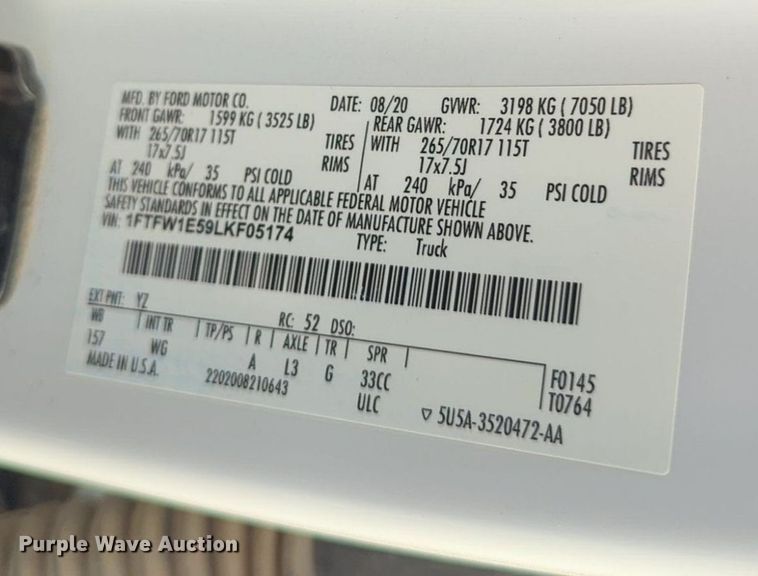 MFD. BY FORD MOTOR CO.
DATE: 08/20 GVWR: 3198 KG ( 7050 LB)
FRONT GAWR: 1599 KG ( 3525 LB)
WITH 265/70R17 115T TIRES
17x7.5J RIMS
AT 240 kPa/ 35 PSI COLD
REAR GAWR: 1724 KG ( 3800 LB)
WITH 265/70R17 115T TIRES
17x7.5J RIMS
AT 240 kPa/ 35 PSI COLD
THIS VEHICLE CONFORMS TO ALL APPLICABLE FEDERAL MOTOR VEHICLE
SAFETY STANDARDS IN EFFECT ON THE DATE OF MANUFACTURE SHOWN ABOVE.
VIN: 1FTFW1E59LKF05174
TYPE: Truck
EXT PNT: YZ RC: 52 DSO:
WB INT TR TP/PS R AXLE TR SPR
157 WG A L3 G 33CC
F0145
T0764
MADE IN U.S.A. 2202008210643 ULC
5U5A-3520472-AA
Purple Wave Auction